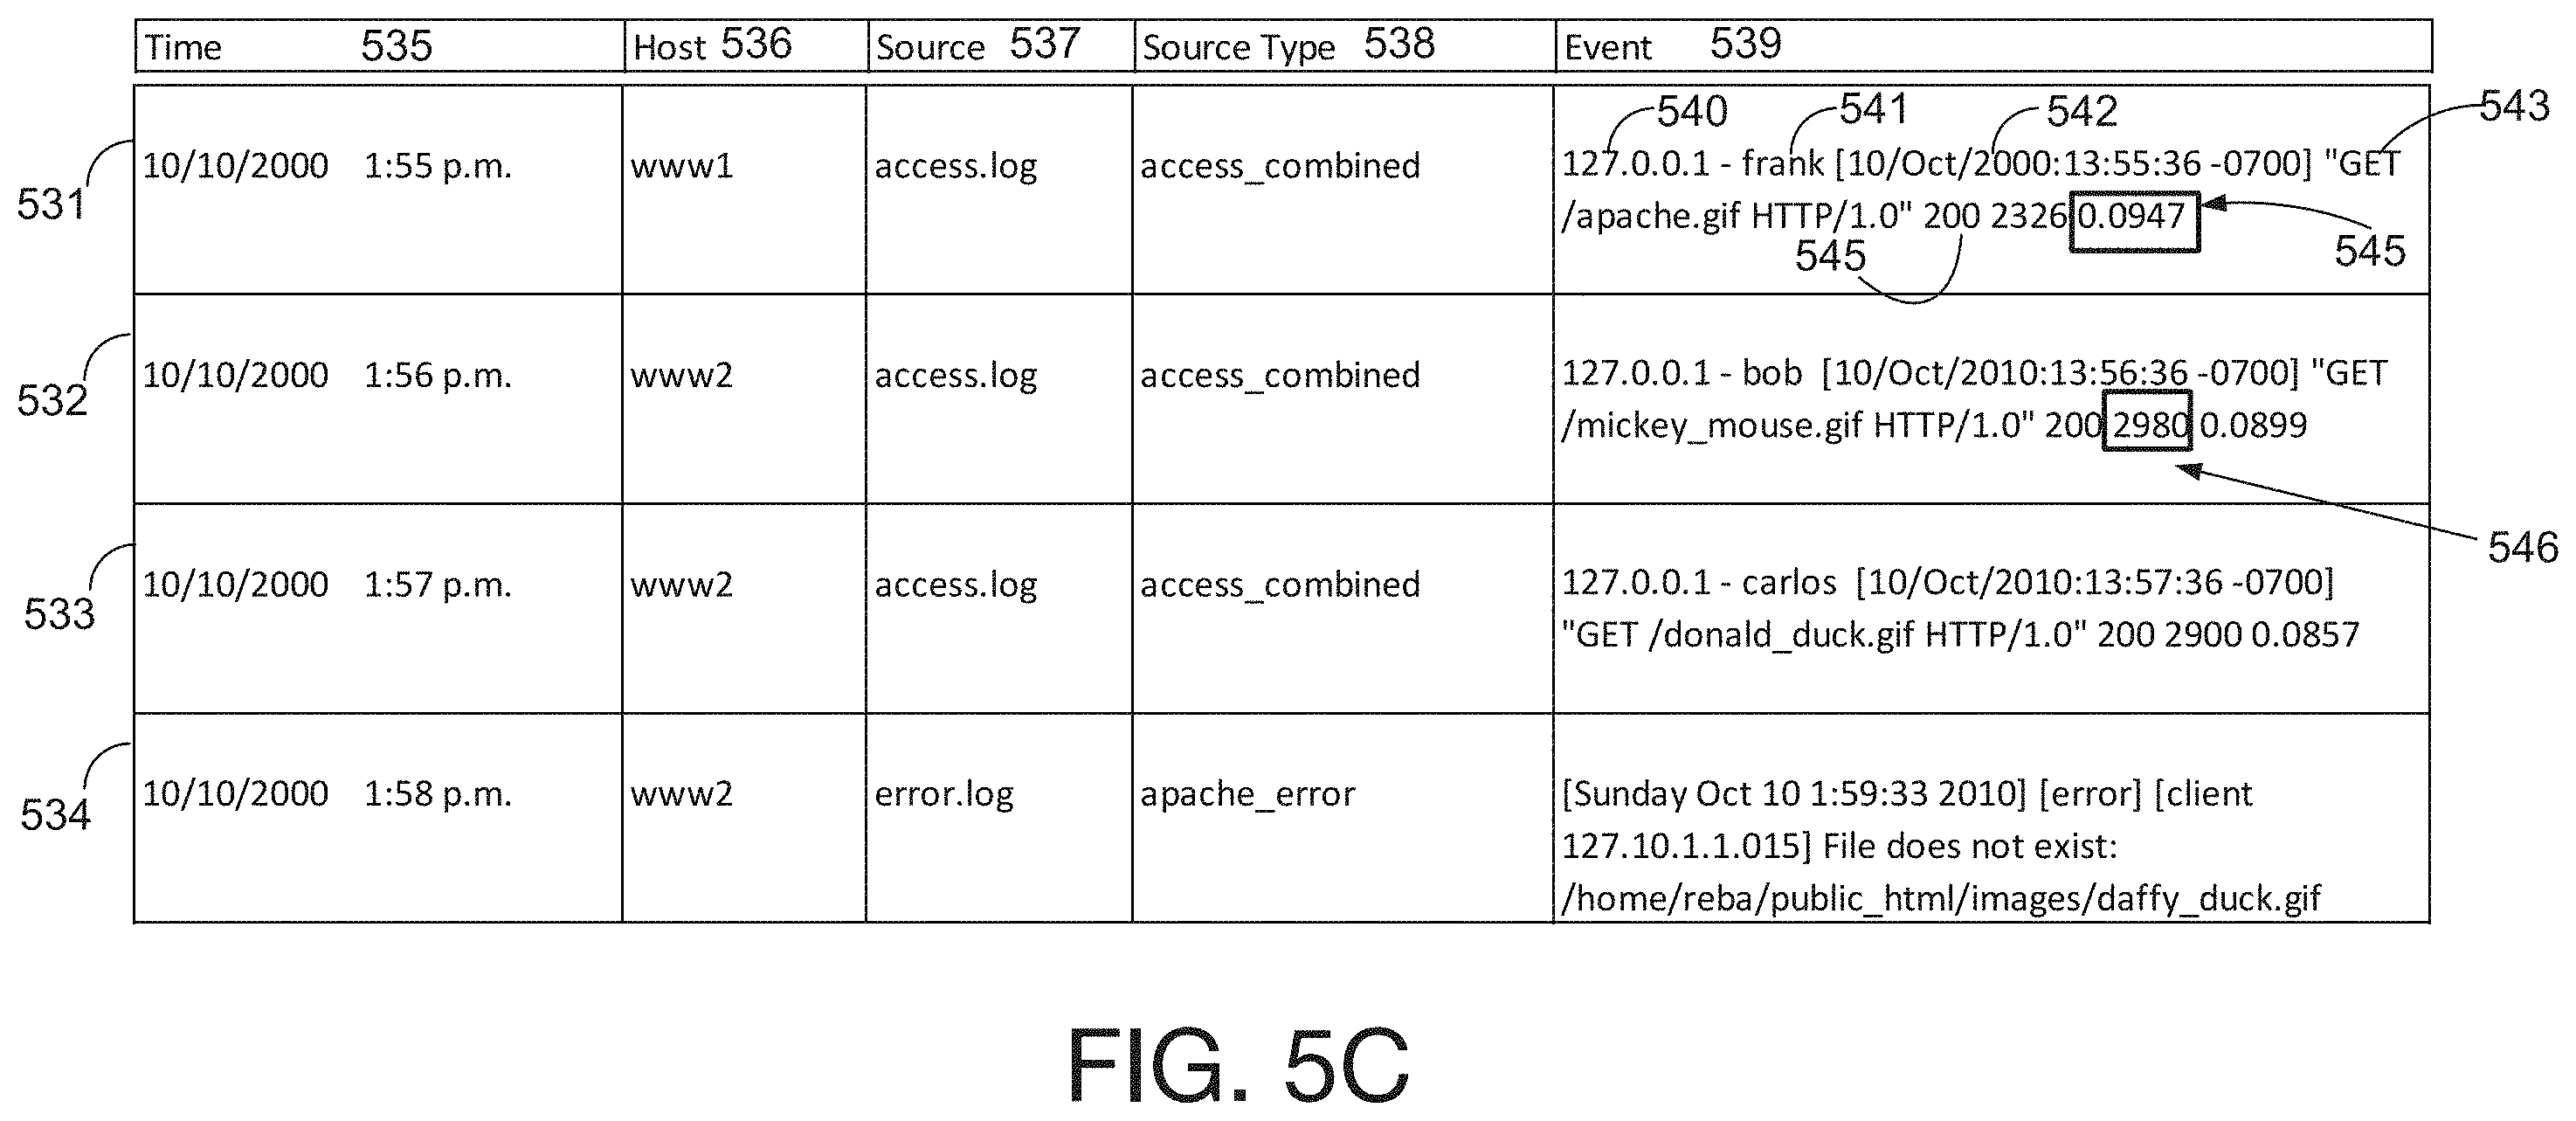 Time 535 Host 536 Source 537 Source Type 538 Event 539
540 541 542 543
531 10/10/2000 1:55 p.m. www1 access.log access_combined 127.0.0.1 - frank [10/Oct/2000:13:55:36 -0700] "GET
/apache.gif HTTP/1.0" 200 2326 0.0947
545 545
532 10/10/2000 1:56 p.m. www2 access.log access_combined 127.0.0.1 - bob [10/Oct/2010:13:56:36 -0700] "GET
/mickey_mouse.gif HTTP/1.0" 200 2980 0.0899
546
533 10/10/2000 1:57 p.m. www2 access.log access_combined 127.0.0.1 - carlos [10/Oct/2010:13:57:36 -0700]
"GET /donald_duck.gif HTTP/1.0" 200 2900 0.0857
534 10/10/2000 1:58 p.m. www2 error.log apache_error [Sunday Oct 10 1:59:33 2010] [error] [client
127.10.1.1.015] File does not exist:
/home/reba/public_html/images/daffy_duck.gif
FIG. 5C